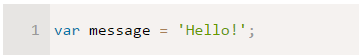 1 var message = 'Hello!';